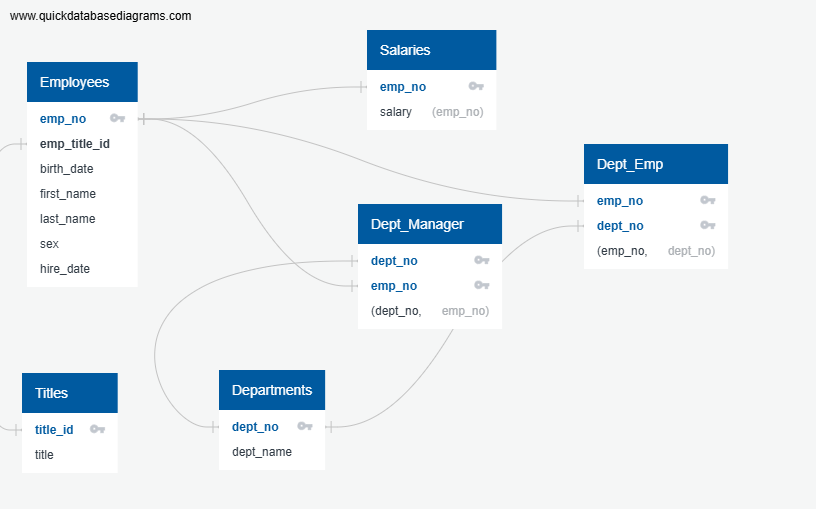 www.quickdatabasediagrams.com
Employees
emp_no
emp_title_id
birth_date
first_name
last_name
sex
hire_date
Salaries
emp_no
salary (emp_no)
Dept_Emp
emp_no
dept_no
(emp_no, dept_no)
Dept_Manager
dept_no
emp_no
(dept_no, emp_no)
Titles
title_id
title
Departments
dept_no
dept_name